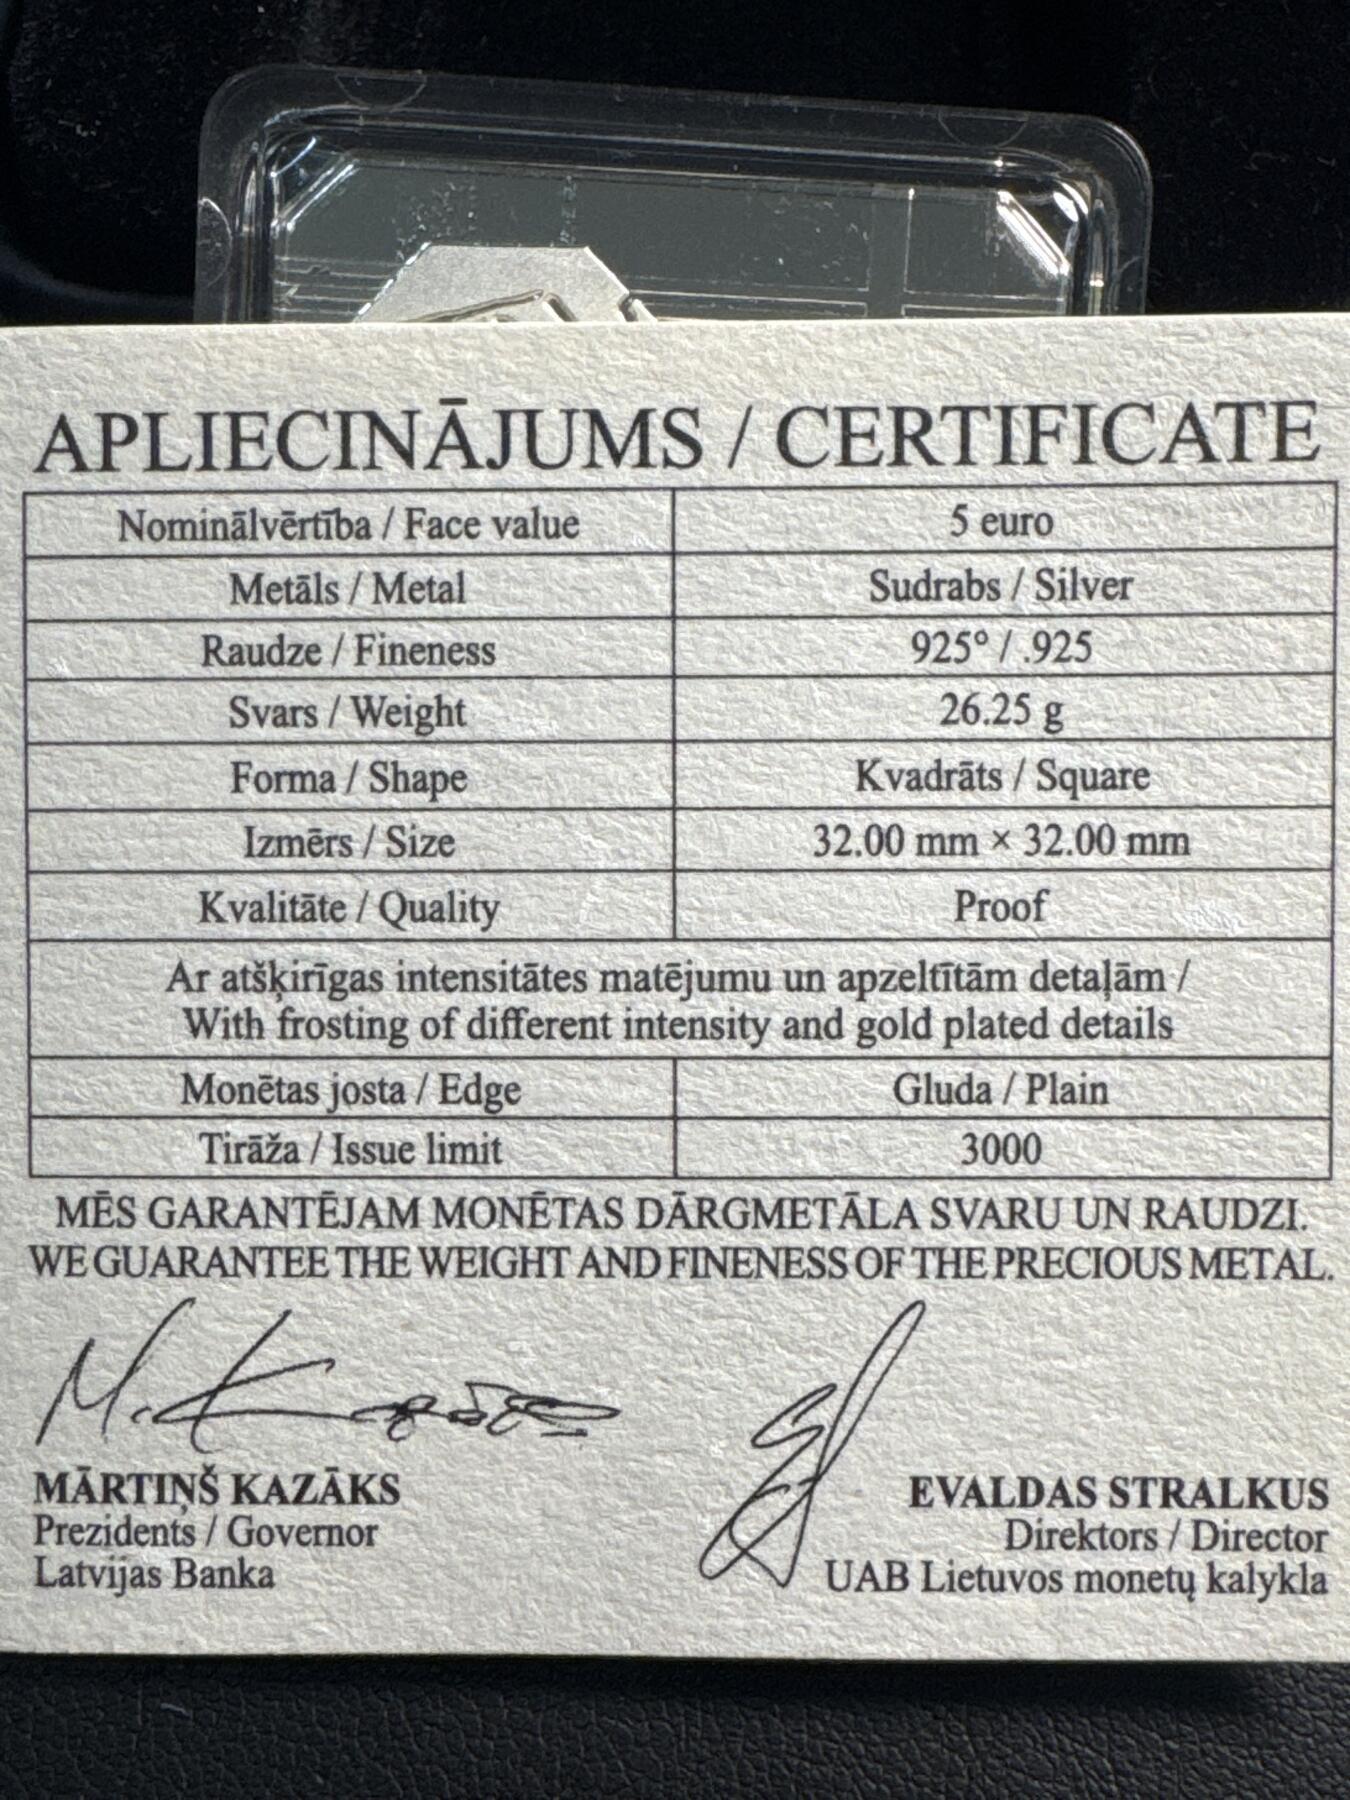 APLIECINĀJUMS / CERTIFICATE
Nominālvērtība / Face value 5 euro
Metāls / Metal Sudrabs / Silver
Raudze / Fineness 925° / .925
Svars / Weight 26.25 g
Forma / Shape Kvadrāts / Square
Izmērs / Size 32.00 mm × 32.00 mm
Kvalitāte / Quality Proof
Ar atšķirīgas intensitātes matējumu un apzeltītām detaļām /
With frosting of different intensity and gold plated details
Monētas josta / Edge Gluda / Plain
Tirāža / Issue limit 3000
MĒS GARANTĒJAM MONĒTAS DĀRGMETĀLA SVARU UN RAUDZI.
WE GUARANTEE THE WEIGHT AND FINENESS OF THE PRECIOUS METAL.
MĀRTIŅŠ KAZĀKS
Prezidents / Governor
Latvijas Banka
EVALDAS STRALKUS
Direktors / Director
UAB Lietuvos monetų kalykla